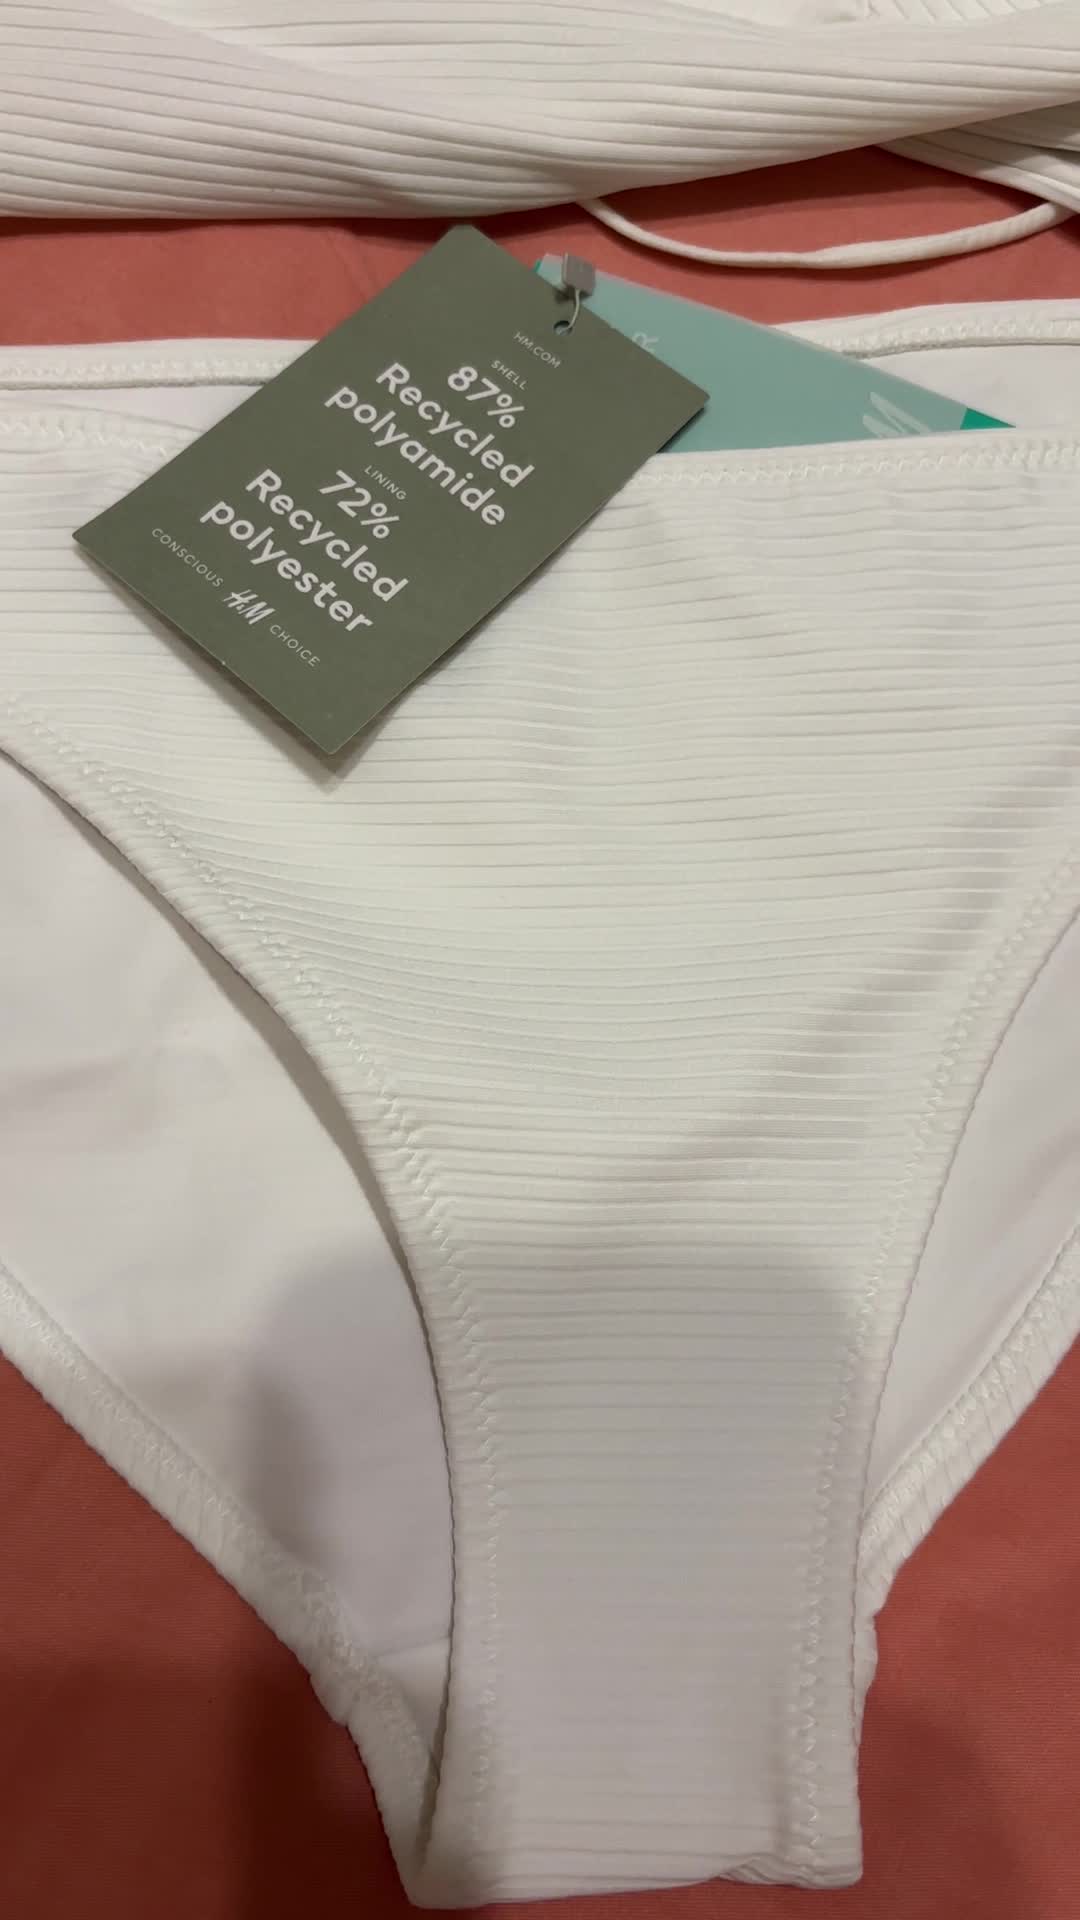 HM.COM
SHELL
87%
Recycled
polyamide
LINING
72%
Recycled
polyester
CONSCIOUS H&M CHOICE